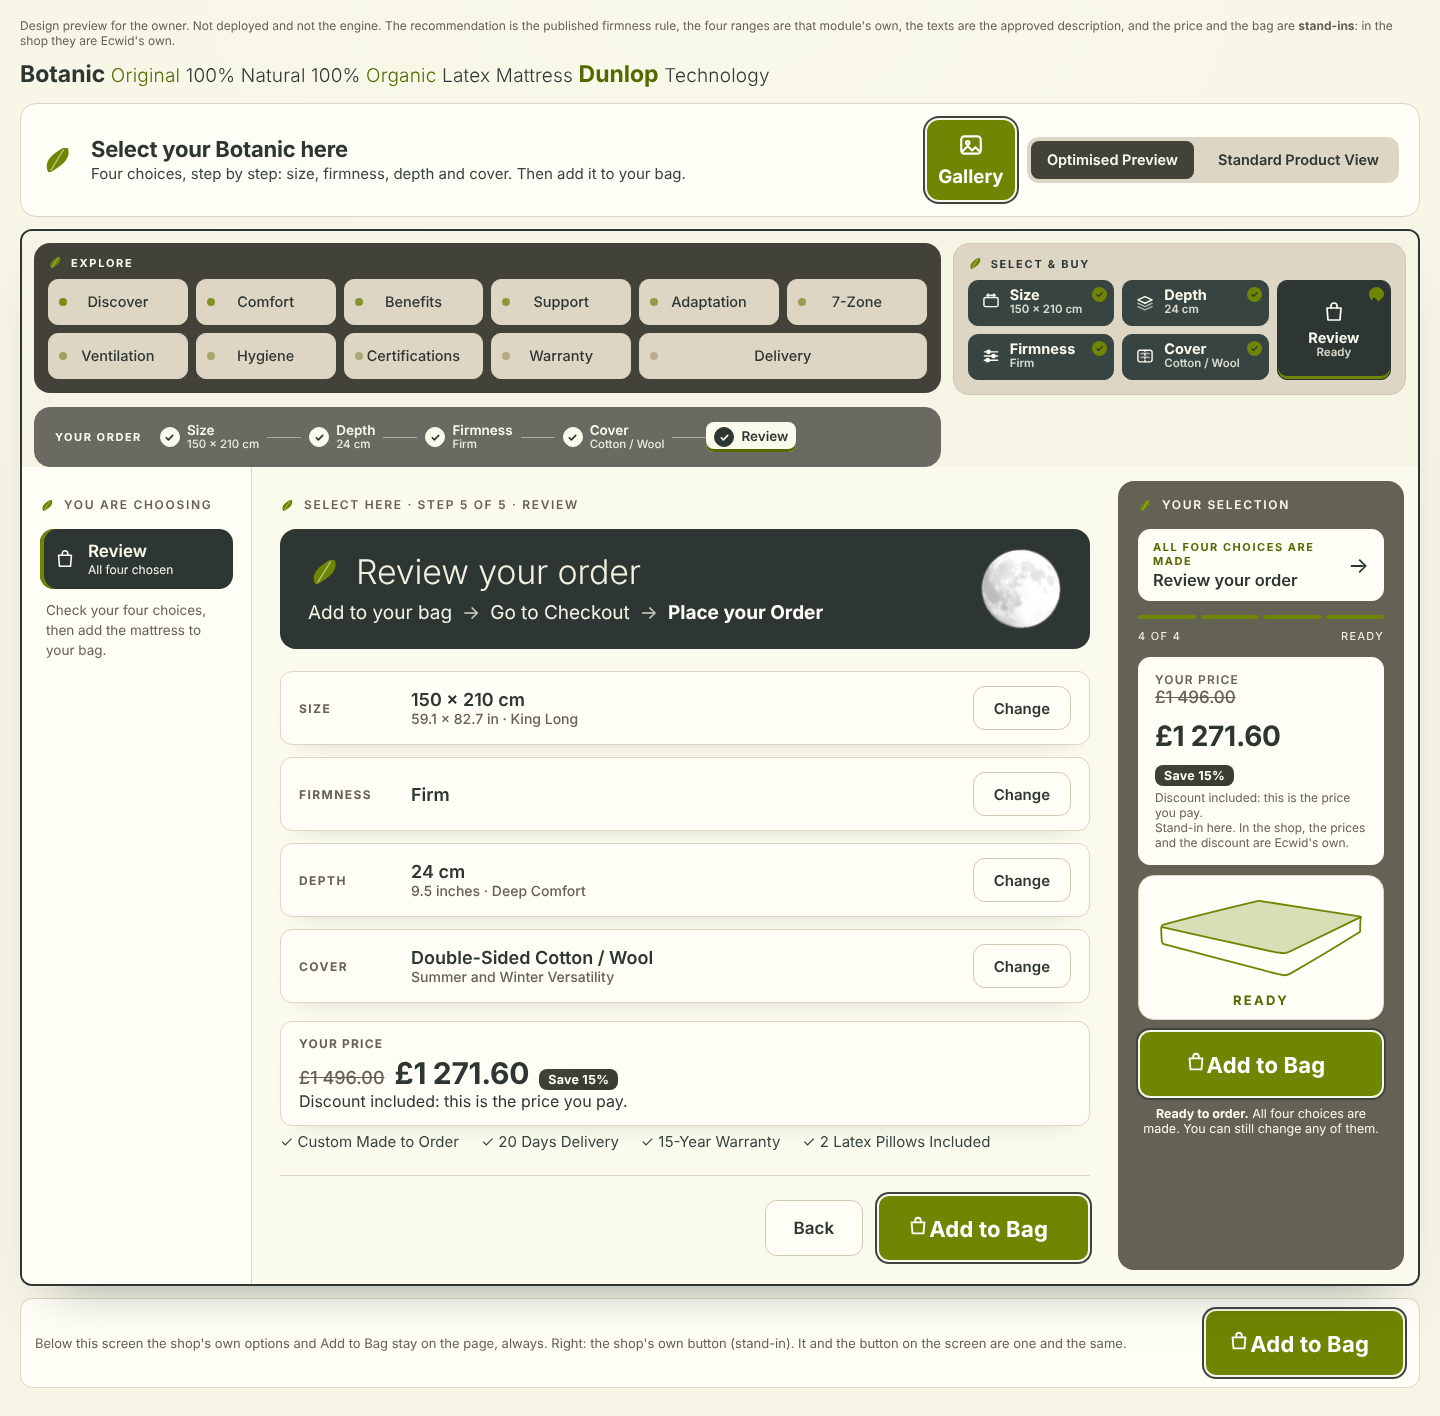 Design preview for the owner. Not deployed and not the engine. The recommendation is the published firmness rule, the four ranges are that module's own, the texts are the approved description, and the price and the bag are stand-ins: in the
shop they are Ecwid's own.
Botanic Original 100% Natural 100% Organic Latex Mattress Dunlop Technology
Select your Botanic here
Four choices, step by step: size, firmness, depth and cover. Then add it to your bag.
Gallery
Optimised Preview
Standard Product View
EXPLORE
Discover
Comfort
Benefits
Support
Adaptation
7-Zone
Ventilation
Hygiene
Certifications
Warranty
Delivery
SELECT & BUY
Size
150 × 210 cm
Depth
24 cm
Firmness
Firm
Cover
Cotton / Wool
Review
Ready
YOUR ORDER
Size
150 × 210 cm
Depth
24 cm
Firmness
Firm
Cover
Cotton / Wool
Review
YOU ARE CHOOSING
Review
All four chosen
Check your four choices,
then add the mattress to
your bag.
SELECT HERE · STEP 5 OF 5 · REVIEW
Review your order
Add to your bag → Go to Checkout → Place your Order
SIZE
150 × 210 cm
59.1 × 82.7 in · King Long
Change
FIRMNESS
Firm
Change
DEPTH
24 cm
9.5 inches · Deep Comfort
Change
COVER
Double-Sided Cotton / Wool
Summer and Winter Versatility
Change
YOUR PRICE
£1 496.00 £1 271.60 Save 15%
Discount included: this is the price you pay.
✓ Custom Made to Order ✓ 20 Days Delivery ✓ 15-Year Warranty ✓ 2 Latex Pillows Included
Back
Add to Bag
YOUR SELECTION
ALL FOUR CHOICES ARE
MADE
Review your order →
4 OF 4
READY
YOUR PRICE
£1 496.00
£1 271.60
Save 15%
Discount included: this is the price
you pay.
Stand-in here. In the shop, the prices
and the discount are Ecwid's own.
READY
Add to Bag
Ready to order. All four choices are
made. You can still change any of them.
Below this screen the shop's own options and Add to Bag stay on the page, always. Right: the shop's own button (stand-in). It and the button on the screen are one and the same.
Add to Bag